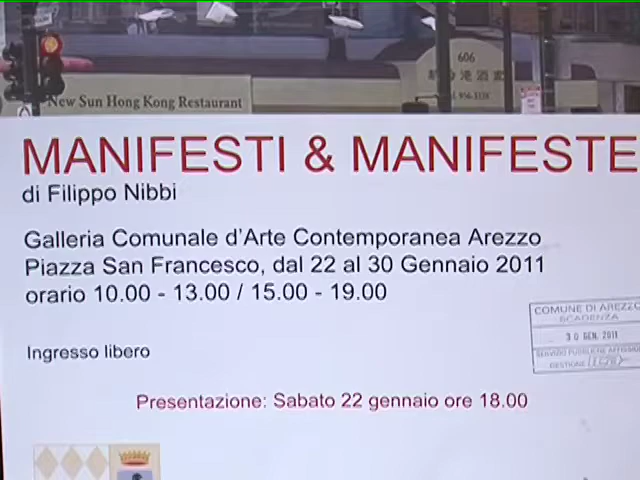 606
New Sun Hong Kong Restaurant
MANIFESTI & MANIFESTE
di Filippo Nibbi
Galleria Comunale d'Arte Contemporanea Arezzo
Piazza San Francesco, dal 22 al 30 Gennaio 2011
orario 10.00 - 13.00 / 15.00 - 19.00
COMUNE DI AREZZO
SCADENZA
30 GEN. 2011
Ingresso libero
Presentazione: Sabato 22 gennaio ore 18.00